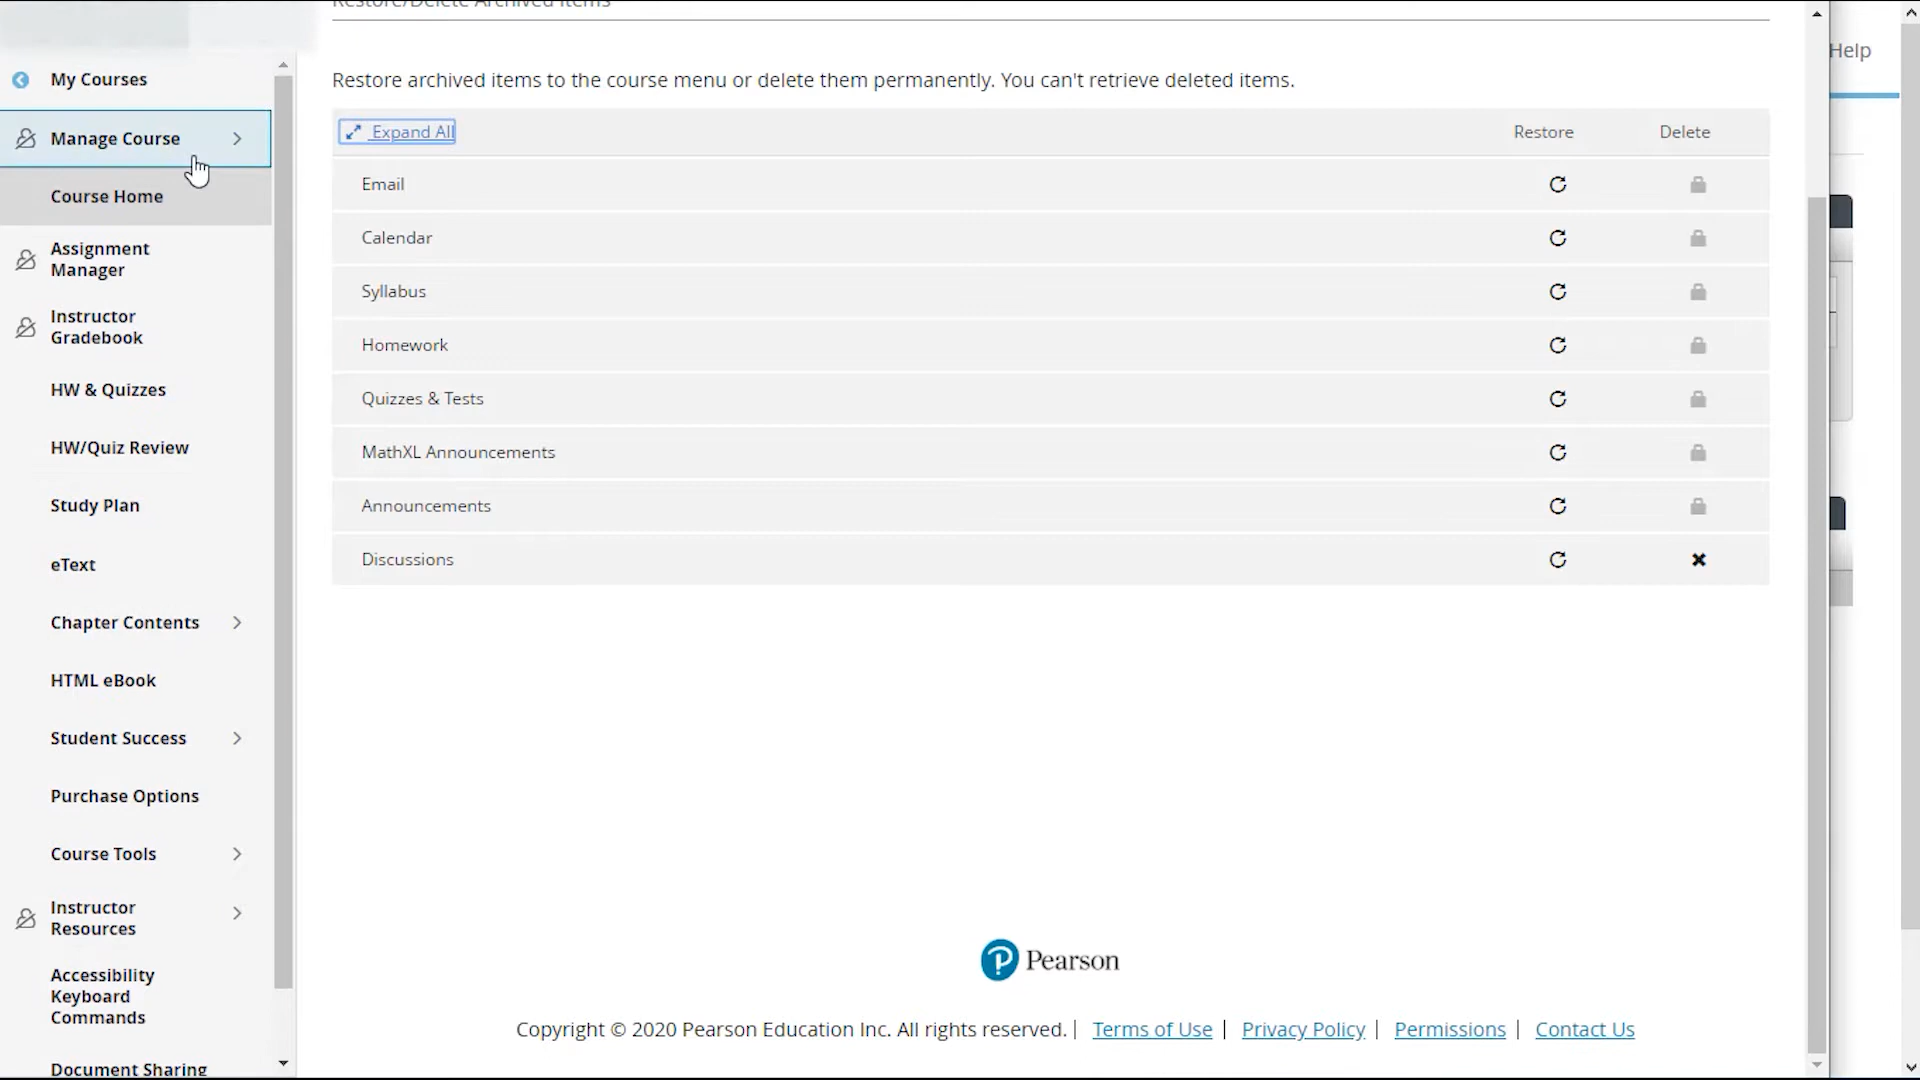 Restore/Delete Archived Items
Help
My Courses
Manage Course
Course Home
Assignment
Manager
Instructor
Gradebook
HW & Quizzes
HW/Quiz Review
Study Plan
eText
Chapter Contents
HTML eBook
Student Success
Purchase Options
Course Tools
Instructor
Resources
Accessibility
Keyboard
Commands
Document Sharing
Restore archived items to the course menu or delete them permanently. You can't retrieve deleted items.
Expand All Restore Delete
Email
Calendar
Syllabus
Homework
Quizzes & Tests
MathXL Announcements
Announcements
Discussions
Pearson
Copyright © 2020 Pearson Education Inc. All rights reserved. | Terms of Use | Privacy Policy | Permissions | Contact Us